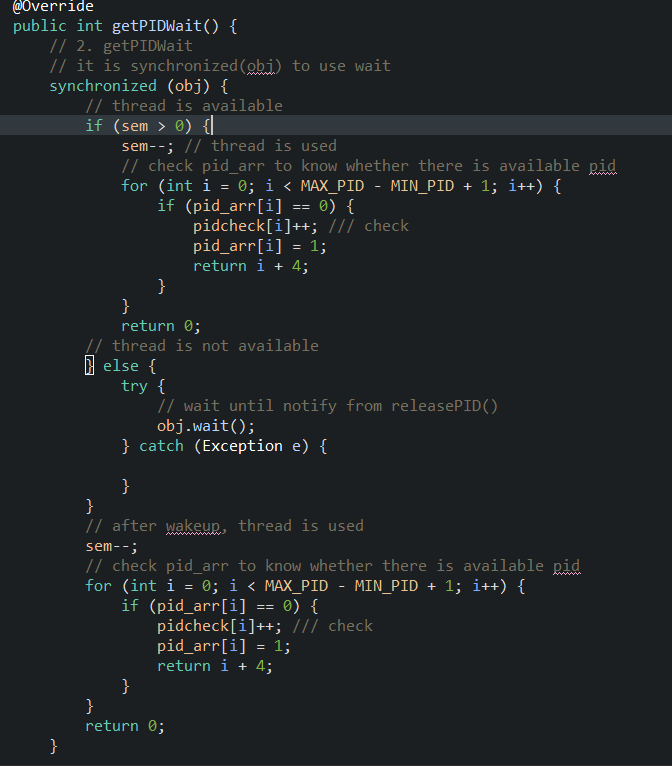 @Override
public int getPIDWait() {
    // 2. getPIDWait
    // it is synchronized(obj) to use wait
    synchronized (obj) {
        // thread is available
        if (sem > 0) {
            sem--; // thread is used
            // check pid_arr to know whether there is available pid
            for (int i = 0; i < MAX_PID - MIN_PID + 1; i++) {
                if (pid_arr[i] == 0) {
                    pidcheck[i]++; /// check
                    pid_arr[i] = 1;
                    return i + 4;
                }
            }
            return 0;
        // thread is not available
        } else {
            try {
                // wait until notify from releasePID()
                obj.wait();
            } catch (Exception e) {

            }
        }
        // after wakeup, thread is used
        sem--;
        // check pid_arr to know whether there is available pid
        for (int i = 0; i < MAX_PID - MIN_PID + 1; i++) {
            if (pid_arr[i] == 0) {
                pidcheck[i]++; /// check
                pid_arr[i] = 1;
                return i + 4;
            }
        }
        return 0;
    }